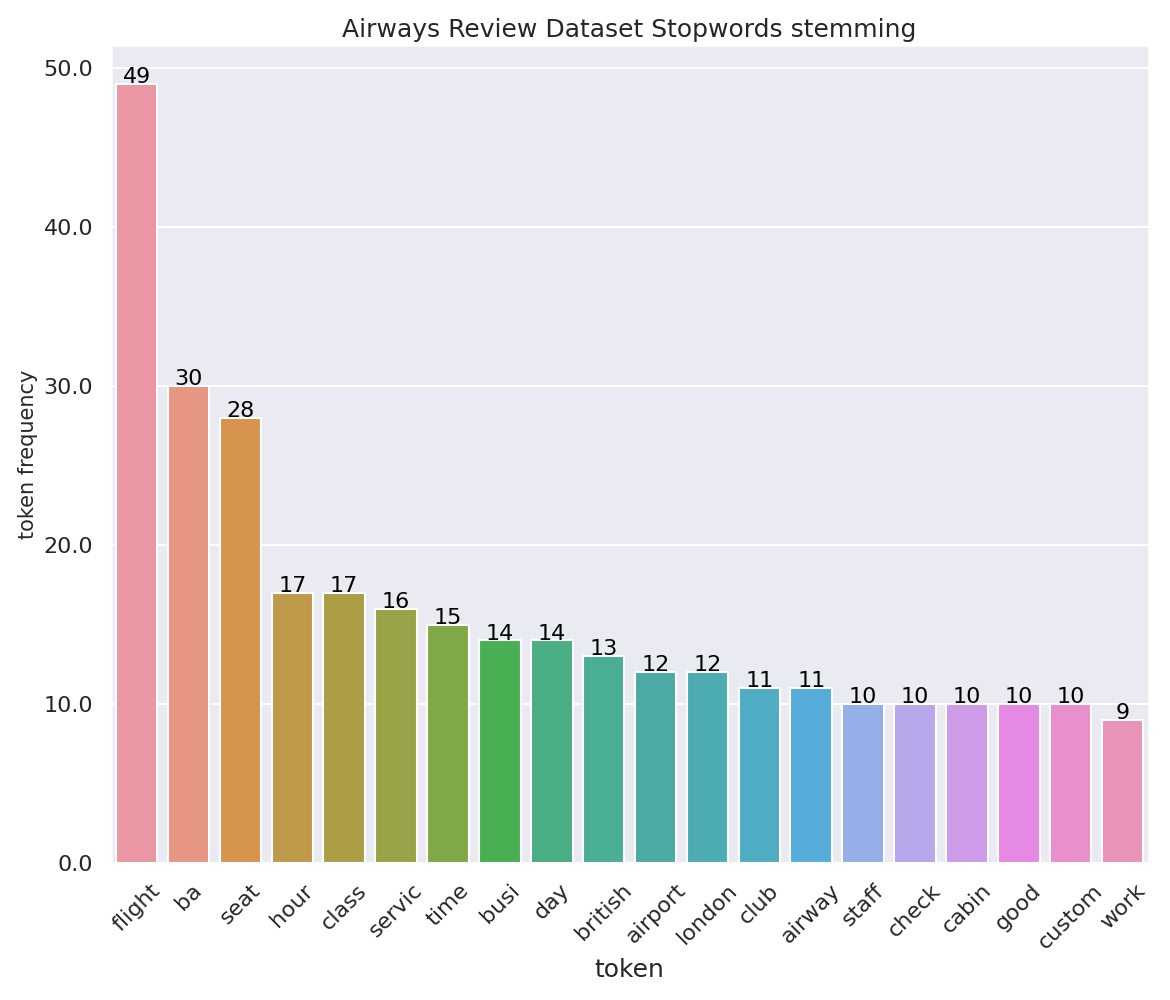 Airways Review Dataset Stopwords stemming
50.0
40.0
30.0
20.0
10.0
0.0
token frequency
49
30
28
17
17
16
15
14
14
13
12
12
11
11
10
10
10
10
10
9
flight
ba
seat
hour
class
servic
time
busi
day
british
airport
london
club
airway
staff
check
cabin
good
custom
work
token